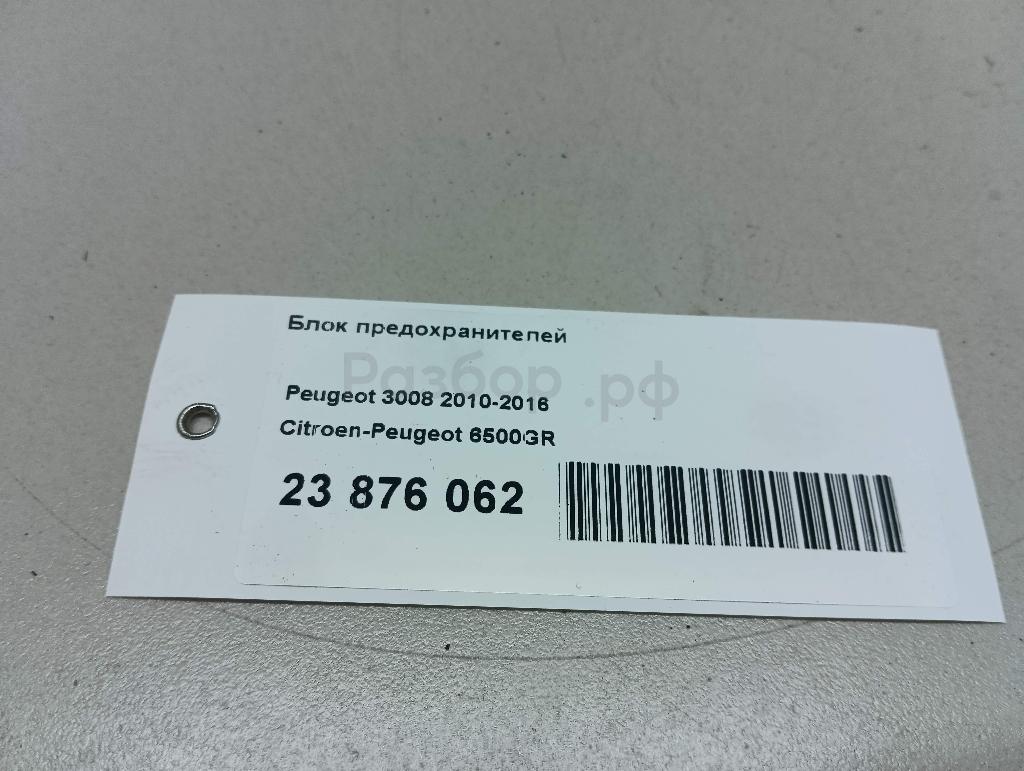 Блок предохранителей
Разбор.рф
Peugeot 3008 2010-2016
Citroen-Peugeot 6500GR
23 876 062